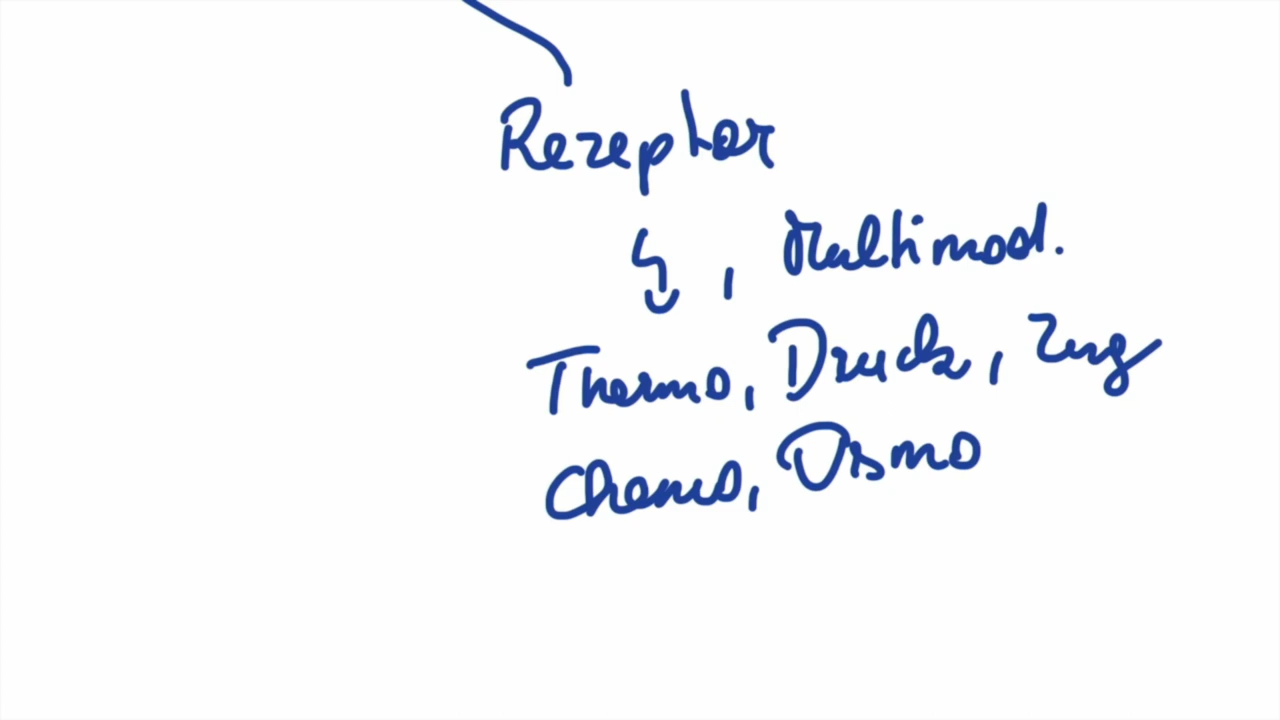 Rezeptor
, Multimod.
Thermo, Druck, Zug
Chemo, Osmo